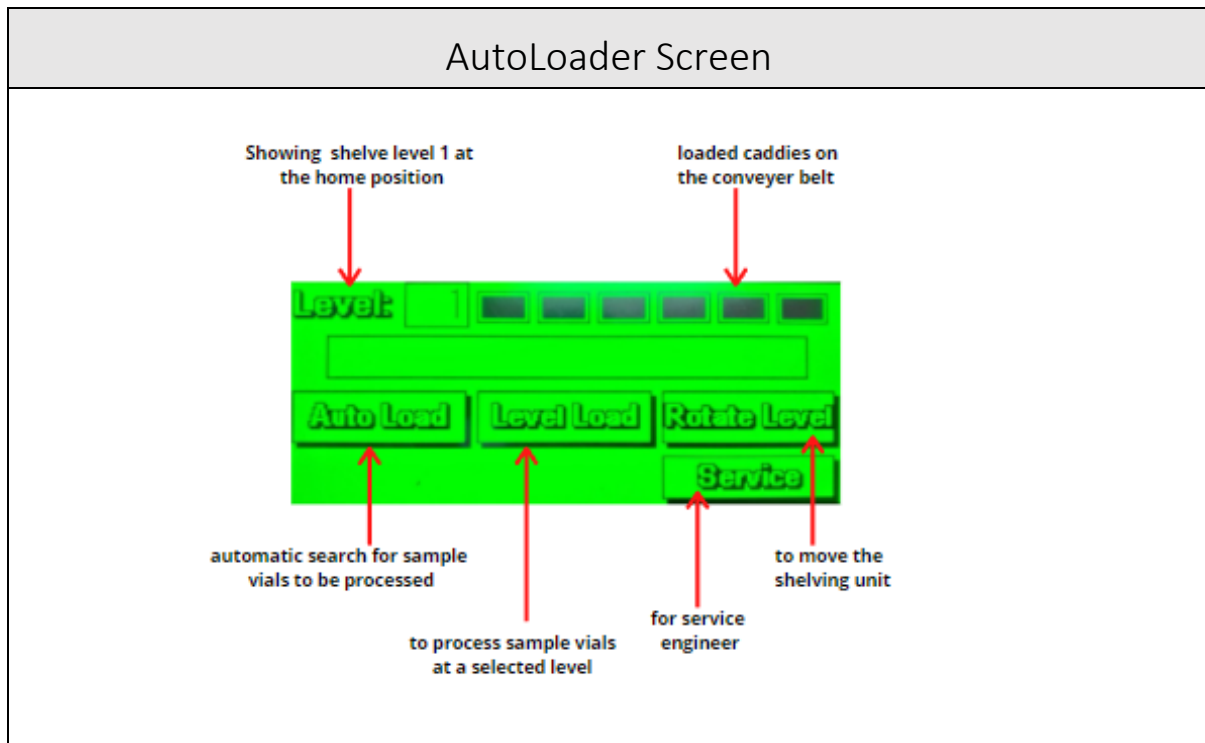 AutoLoader Screen
Showing shelve level 1 at
the home position
loaded caddies on
the conveyer belt
Level: 1
Auto Load
Level Load
Rotate Level
Service
automatic search for sample
vials to be processed
to move the
shelving unit
for service
engineer
to process sample vials
at a selected level